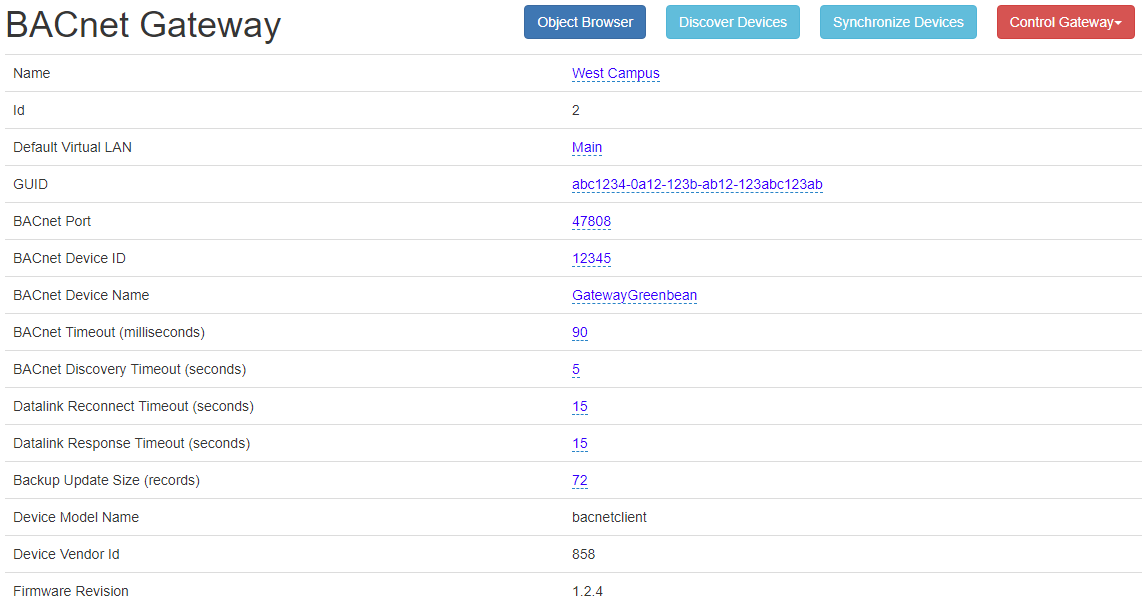 BACnet Gateway Object Browser Discover Devices Synchronize Devices Control Gateway
Name West Campus
Id 2
Default Virtual LAN Main
GUID abc1234-0a12-123b-ab12-123abc123ab
BACnet Port 47808
BACnet Device ID 12345
BACnet Device Name GatewayGreenbean
BACnet Timeout (milliseconds) 90
BACnet Discovery Timeout (seconds) 5
Datalink Reconnect Timeout (seconds) 15
Datalink Response Timeout (seconds) 15
Backup Update Size (records) 72
Device Model Name bacnetclient
Device Vendor Id 858
Firmware Revision 1.2.4